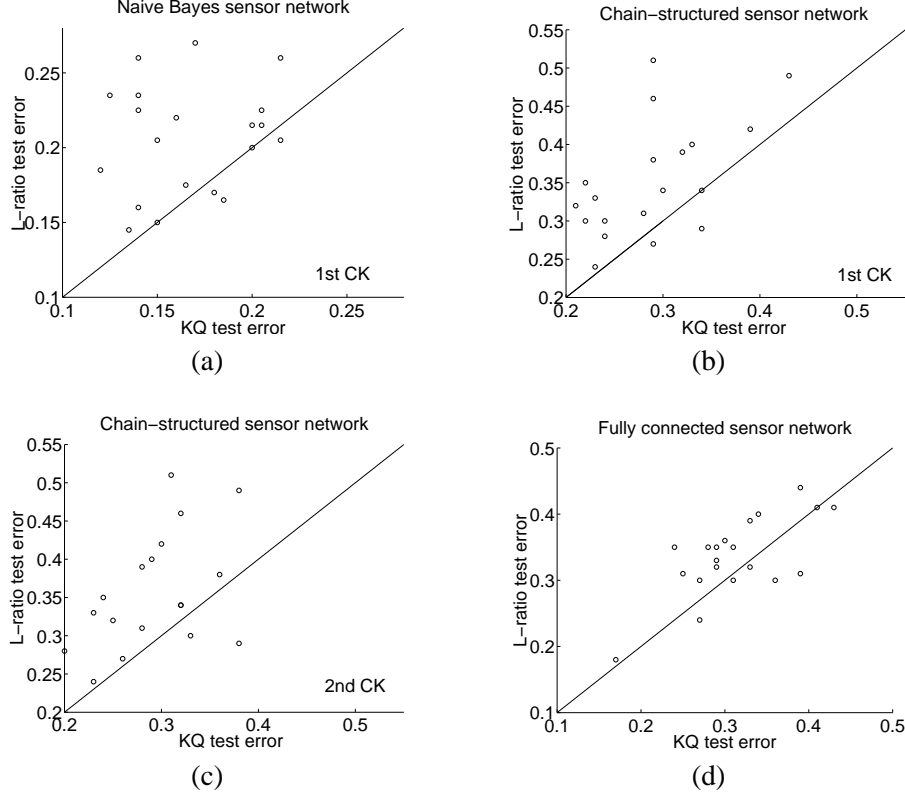 Naive Bayes sensor network
0.25
0.2
0.15
0.1
L−ratio test error
0.1
0.15
0.2
0.25
KQ test error
1st CK
(a)
Chain−structured sensor network
0.55
0.5
0.45
0.4
0.35
0.3
0.25
0.2
L−ratio test error
0.2
0.3
0.4
0.5
KQ test error
1st CK
(b)
Chain−structured sensor network
0.55
0.5
0.45
0.4
0.35
0.3
0.25
0.2
L−ratio test error
0.2
0.3
0.4
0.5
KQ test error
2nd CK
(c)
Fully connected sensor network
0.5
0.4
0.3
0.2
0.1
L−ratio test error
0.1
0.2
0.3
0.4
0.5
KQ test error
(d)